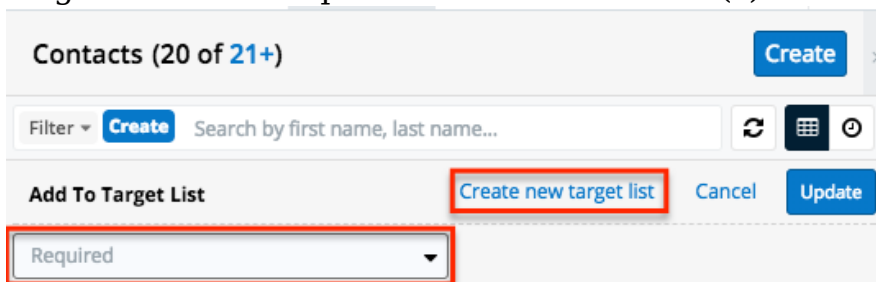 Contacts (20 of 21+) Create
Filter Create Search by first name, last name...
Add To Target List Create new target list Cancel Update
Required